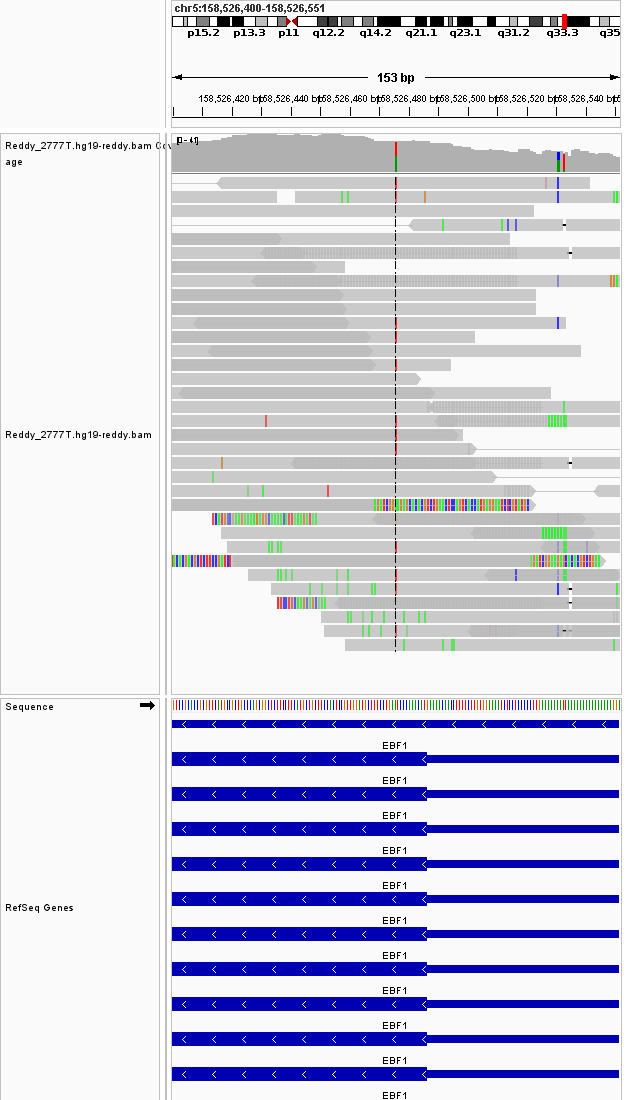 chr5:158,526,400-158,526,551
p15.2 p13.3 p11 q12.2 q14.2 q21.1 q23.1 q31.2 q33.3 q35
153 bp
158,526,420 bp 158,526,440 bp 158,526,460 bp 158,526,480 bp 158,526,500 bp 158,526,520 bp 158,526,540 bp
Reddy_2777T.hg19-reddy.bam Cov
age
[0 - 41]
Reddy_2777T.hg19-reddy.bam
Sequence
EBF1
EBF1
EBF1
EBF1
EBF1
RefSeq Genes
EBF1
EBF1
EBF1
EBF1
EBF1
EBF1